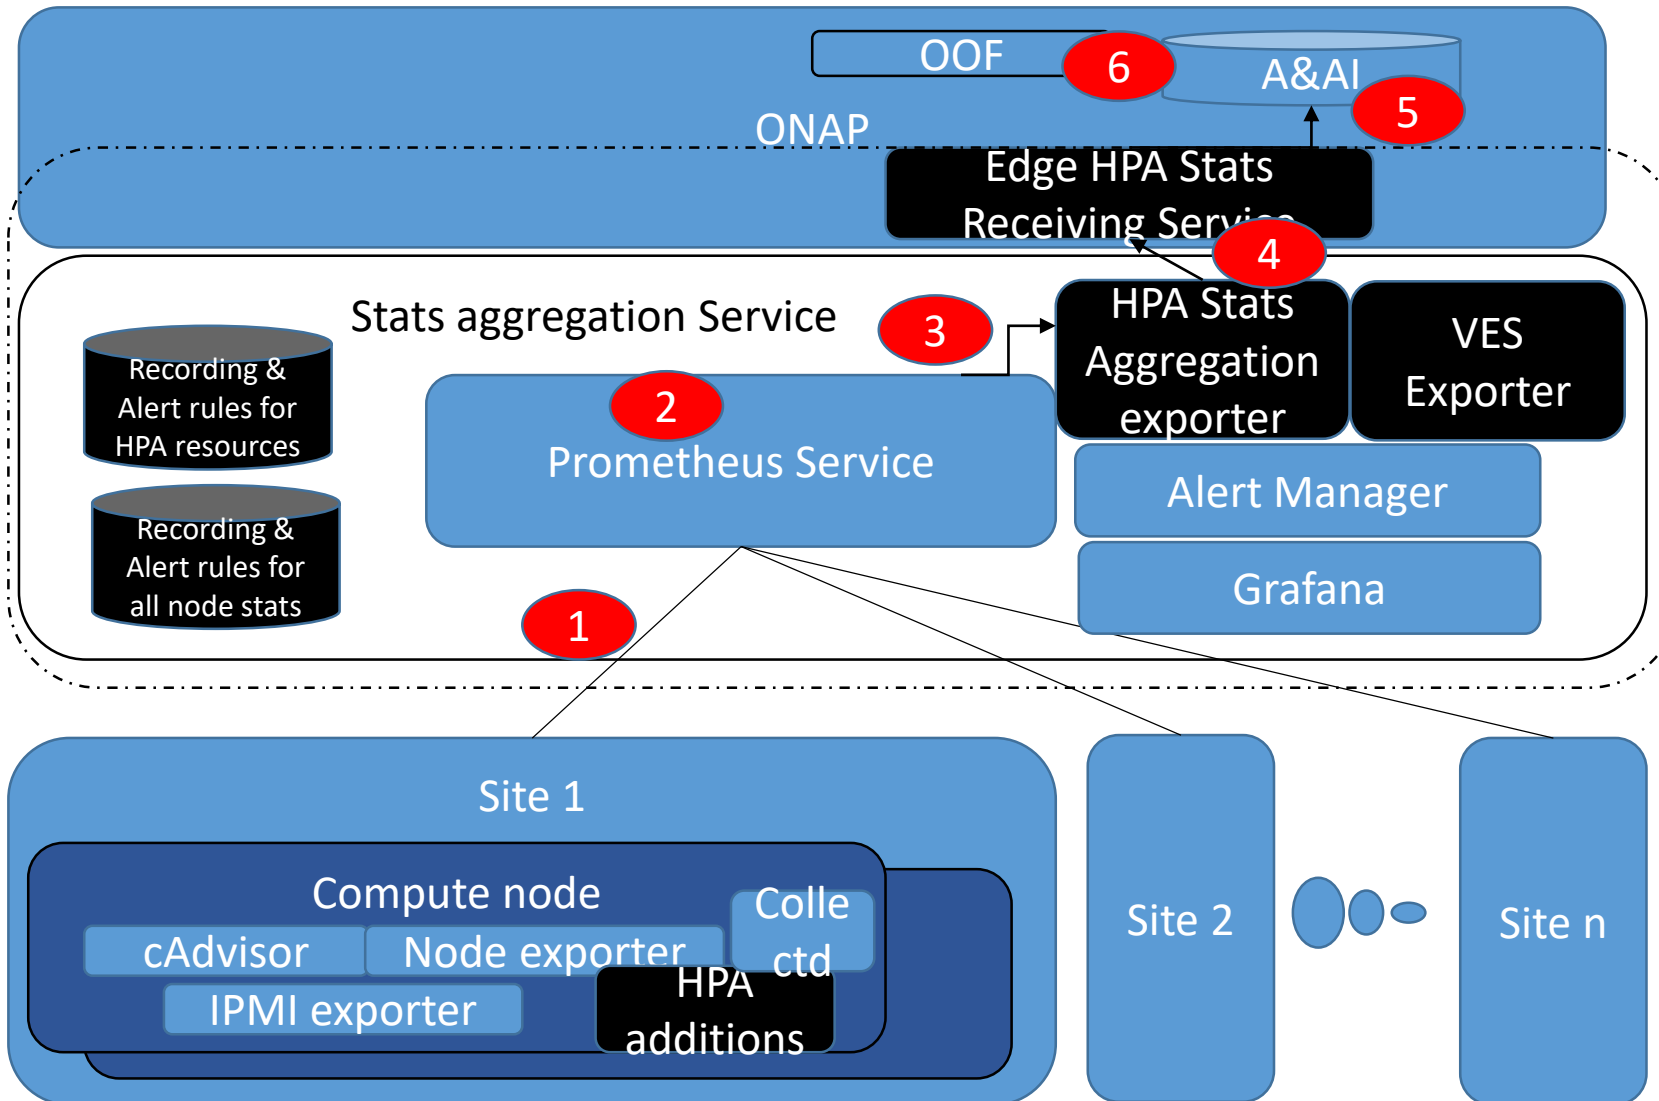 OOF
6
A&AI
5
ONAP
Edge HPA Stats
Receiving Service
4
Stats aggregation Service
3
HPA Stats
Aggregation
exporter
VES
Exporter
Recording &
Alert rules for
HPA resources
2
Prometheus Service
Alert Manager
Recording &
Alert rules for
all node stats
Grafana
1
Site 1
Compute node
Colle
ctd
cAdvisor
Node exporter
IPMI exporter
HPA
additions
Site 2
Site n